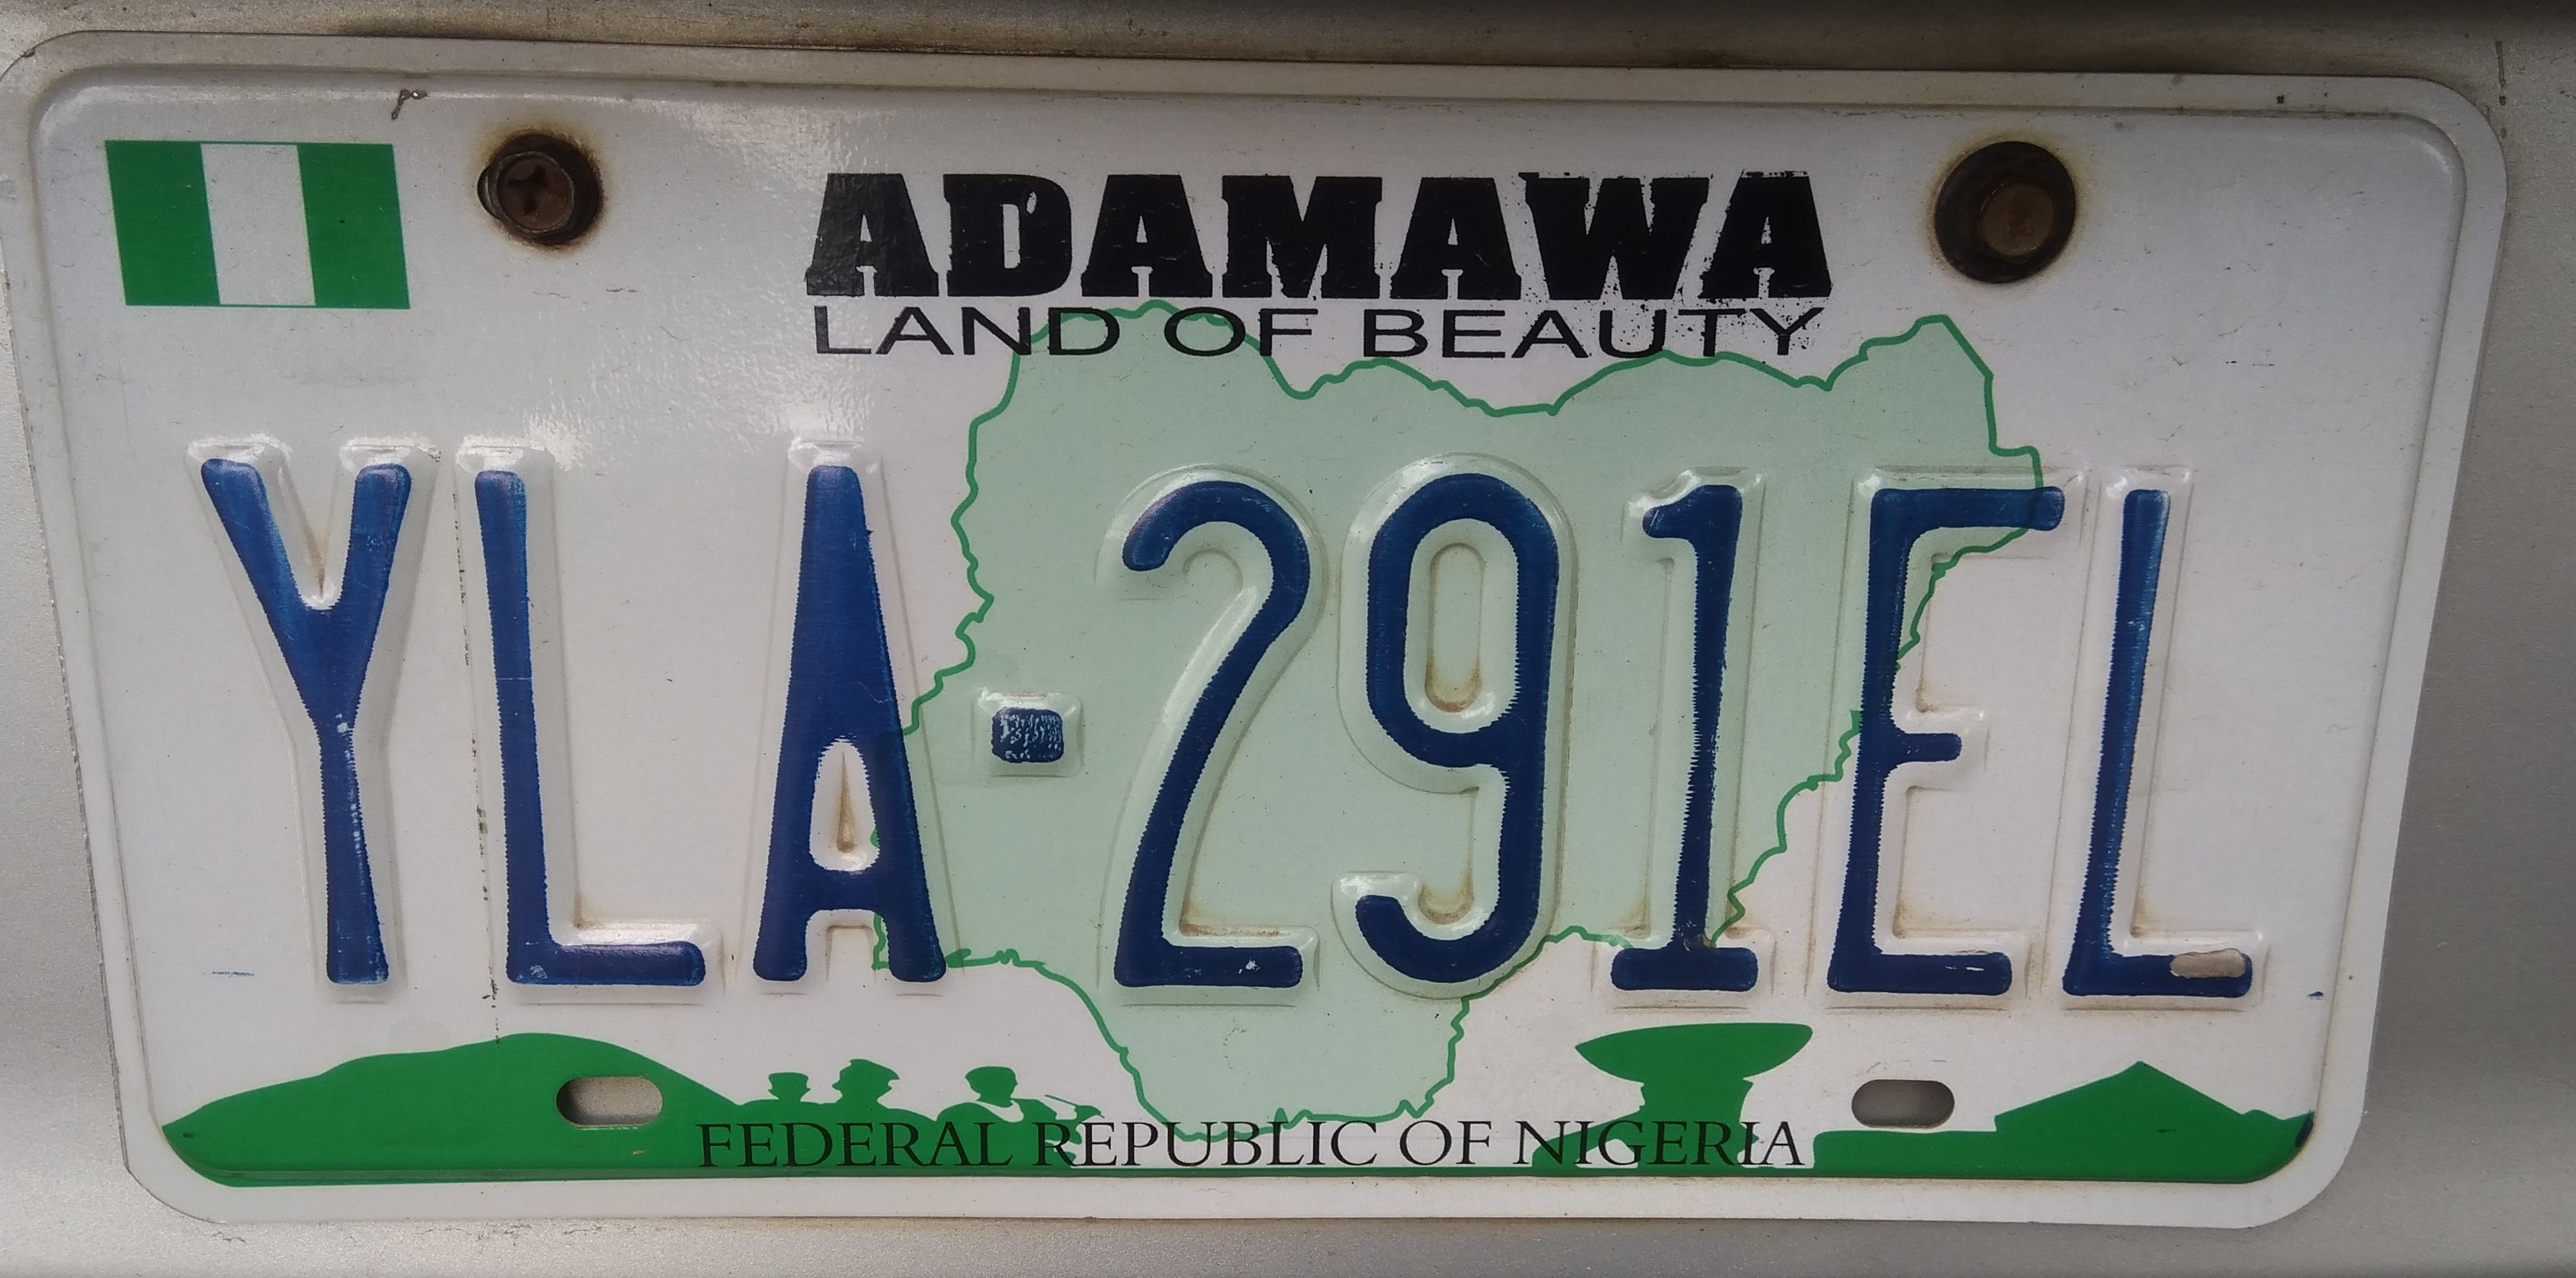 ADAMAWA
LAND OF BEAUTY
YLA-291EL
FEDERAL REPUBLIC OF NIGERIA